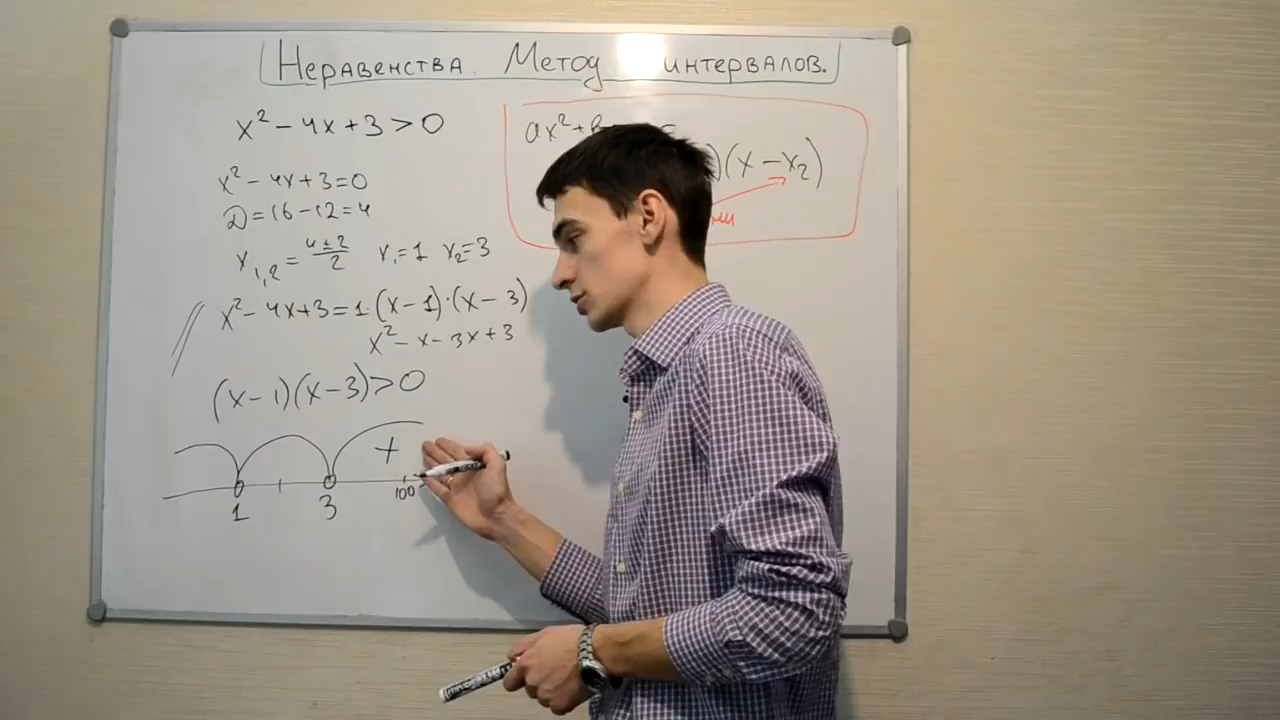 Неравенства. Метод интервалов.
x² - 4x + 3 > 0
x² - 4x + 3 = 0
D = 16 - 12 = 4
x₁,₂ = (4 ± 2)/2 x₁ = 1 x₂ = 3
x² - 4x + 3 = 1·(x - 1)·(x - 3)
x² - x - 3x + 3
(x - 1)(x - 3) > 0
+
1 3 100
ax² +
)(x - x₂)